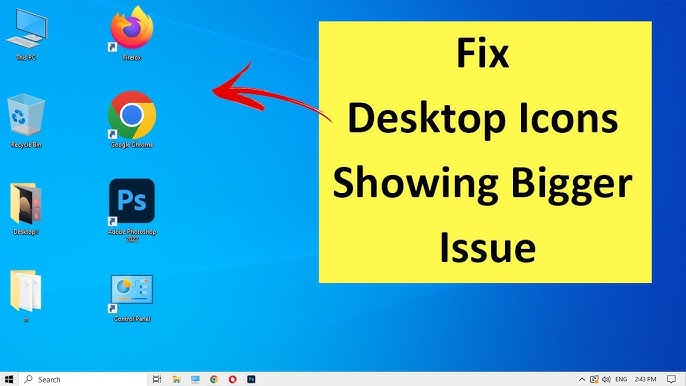 This PC
Firefox
Recycle Bin
Google Chrome
Desktop1
Ps
Adobe Photoshop
2022
n
Control Panel
Fix
Desktop Icons
Showing Bigger
Issue
Search
Ps
ENG
2:43 PM